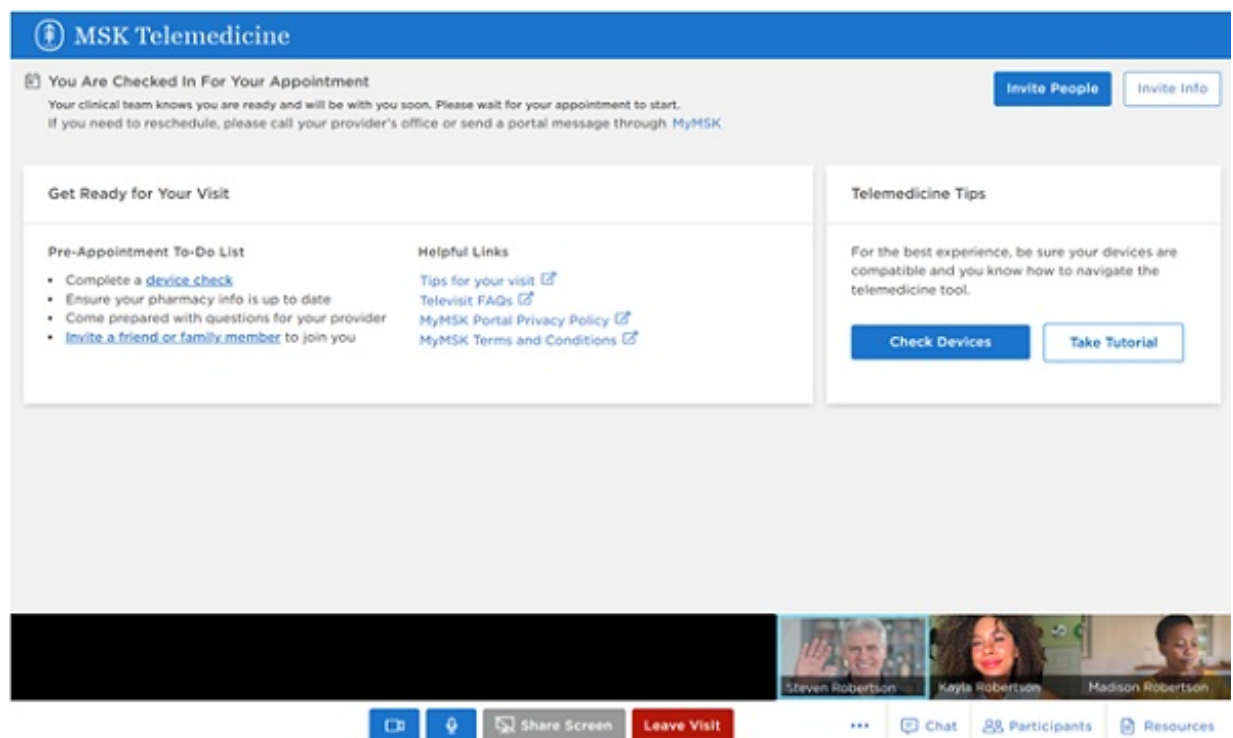 MSK Telemedicine
You Are Checked In For Your Appointment
Your clinical team knows you are ready and will be with you soon. Please wait for your appointment to start.
If you need to reschedule, please call your provider's office or send a portal message through MyMSK
Invite People
Invite Info
Get Ready for Your Visit
Pre-Appointment To-Do List
• Complete a device check
• Ensure your pharmacy info is up to date
• Come prepared with questions for your provider
• Invite a friend or family member to join you
Helpful Links
Tips for your visit
Televisit FAQs
MyMSK Portal Privacy Policy
MyMSK Terms and Conditions
Telemedicine Tips
For the best experience, be sure your devices are
compatible and you know how to navigate the
telemedicine tool.
Check Devices
Take Tutorial
Steven Robertson
Kayla Robertson
Madison Robertson
Share Screen
Leave Visit
Chat
Participants
Resources